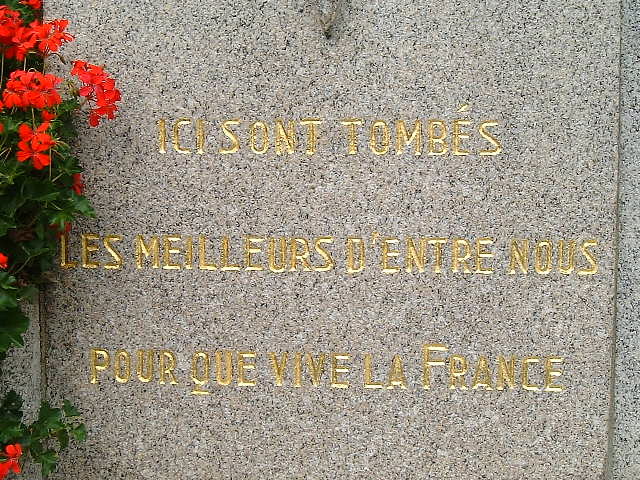 ICI SONT TOMBÉS
LES MEILLEURS D'ENTRE NOUS
POUR QUE VIVE LA FRANCE